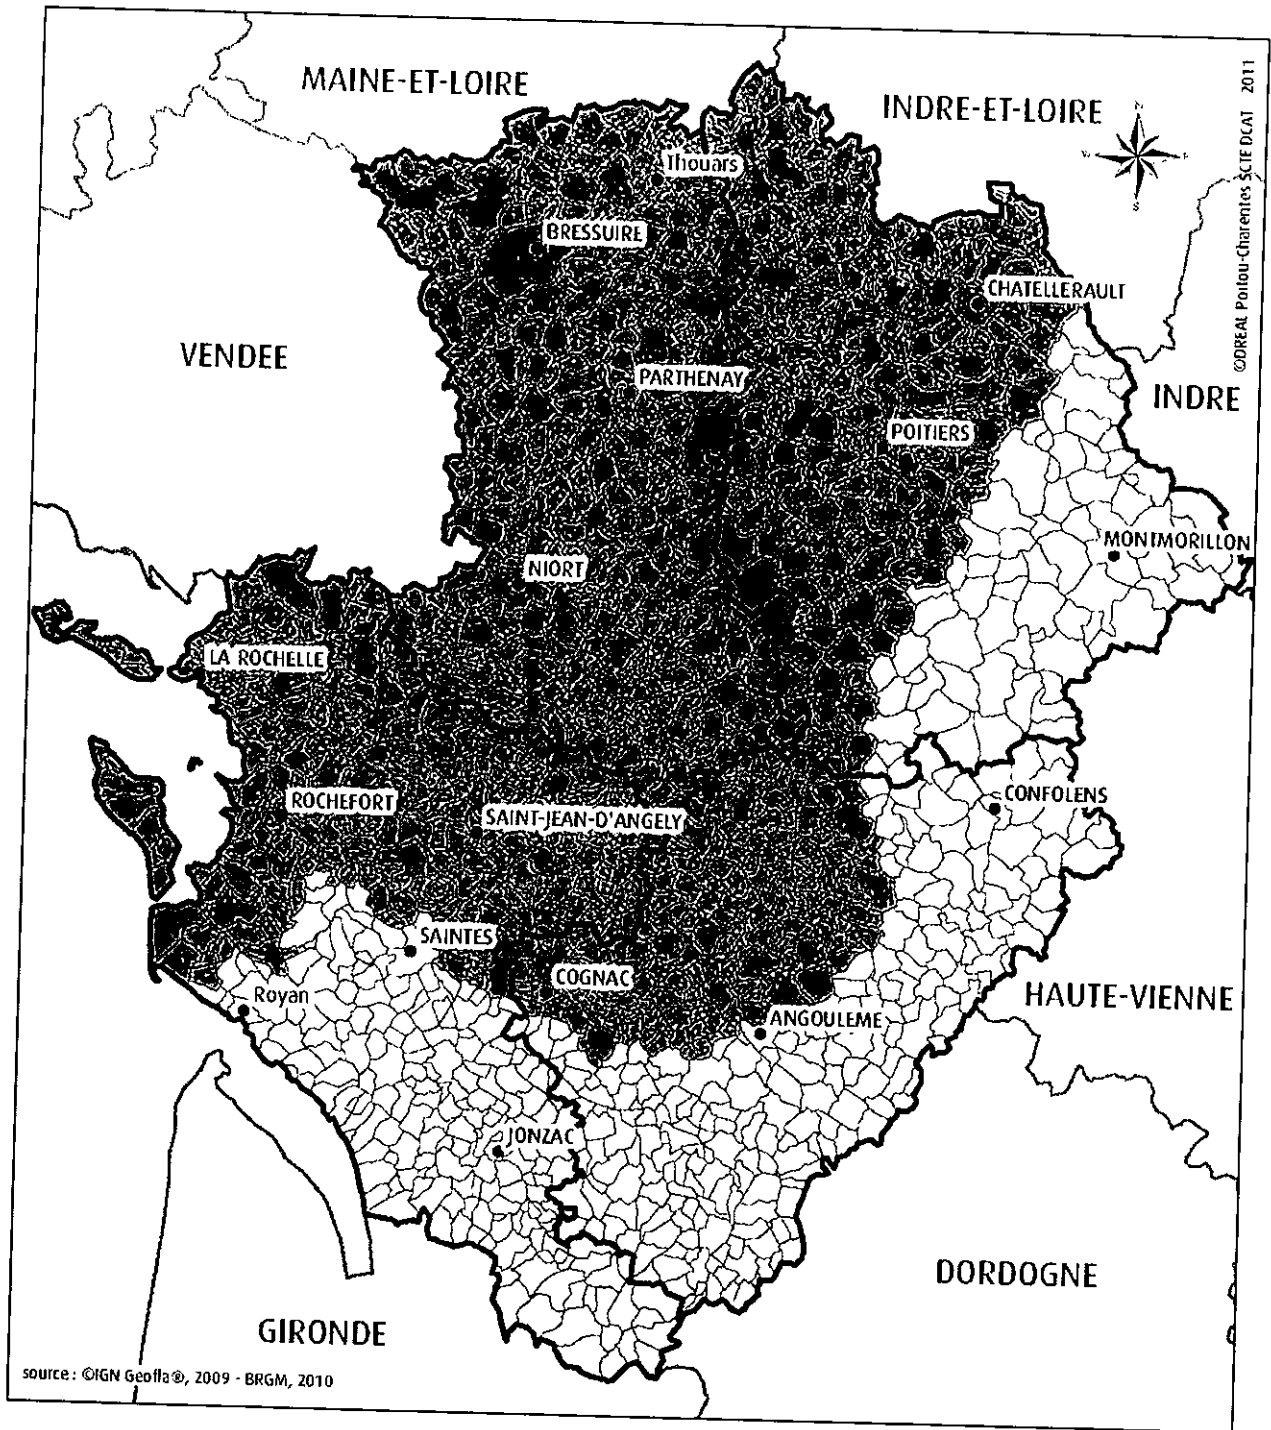 MAINE-ET-LOIRE
INDRE-ET-LOIRE
©DREAL Poitou-Charentes SCTE DCAT 2011
N
S
Thouars
BRESSUIRE
CHATELLERAULT
VENDEE
PARTHENAY
INDRE
POITIERS
MONTMORILLON
NIORT
LA ROCHELLE
ROCHEFORT
SAINT-JEAN-D'ANGELY
CONFOLENS
SAINTES
COGNAC
Royan
ANGOULEME
HAUTE-VIENNE
JONZAC
DORDOGNE
GIRONDE
source : ©IGN Geofla®, 2009 - BRGM, 2010